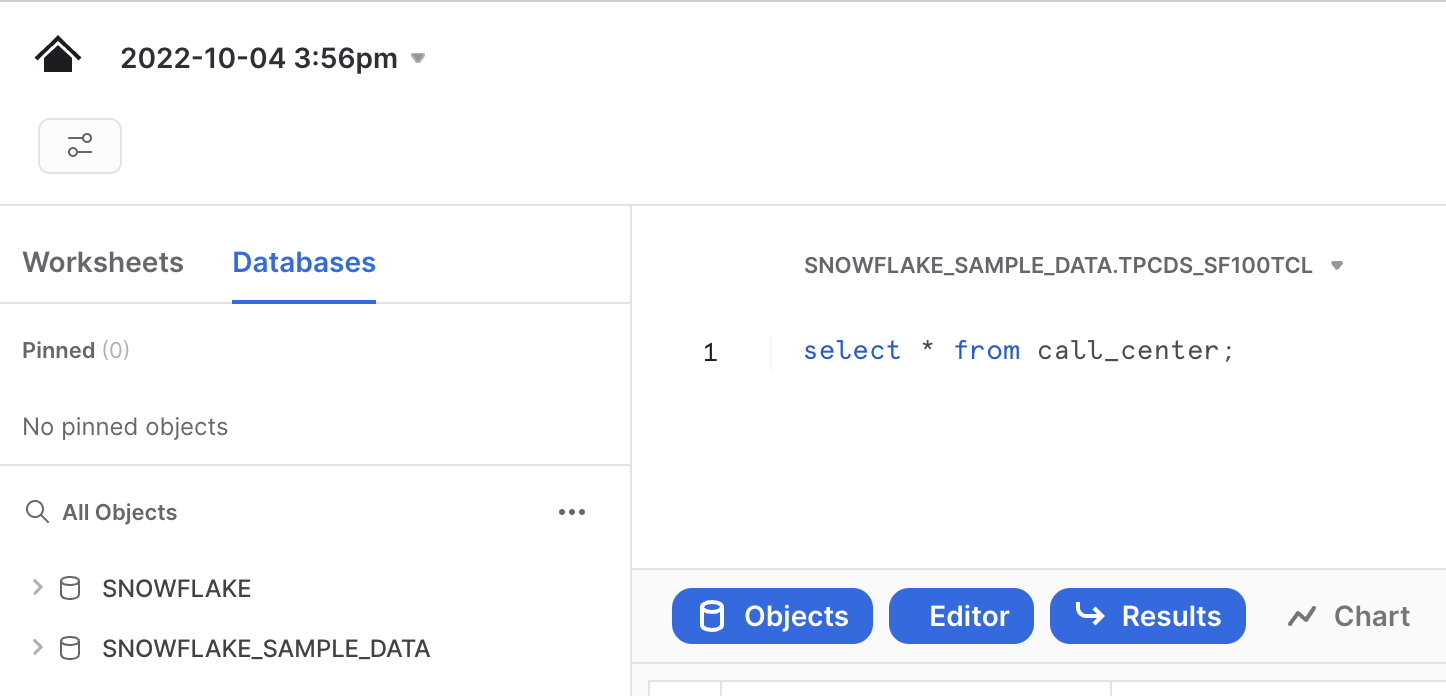 2022-10-04 3:56pm
Worksheets Databases
Pinned (0)
No pinned objects
All Objects
SNOWFLAKE
SNOWFLAKE_SAMPLE_DATA
SNOWFLAKE_SAMPLE_DATA.TPCDS_SF100TCL
1 select * from call_center;
Objects Editor Results Chart